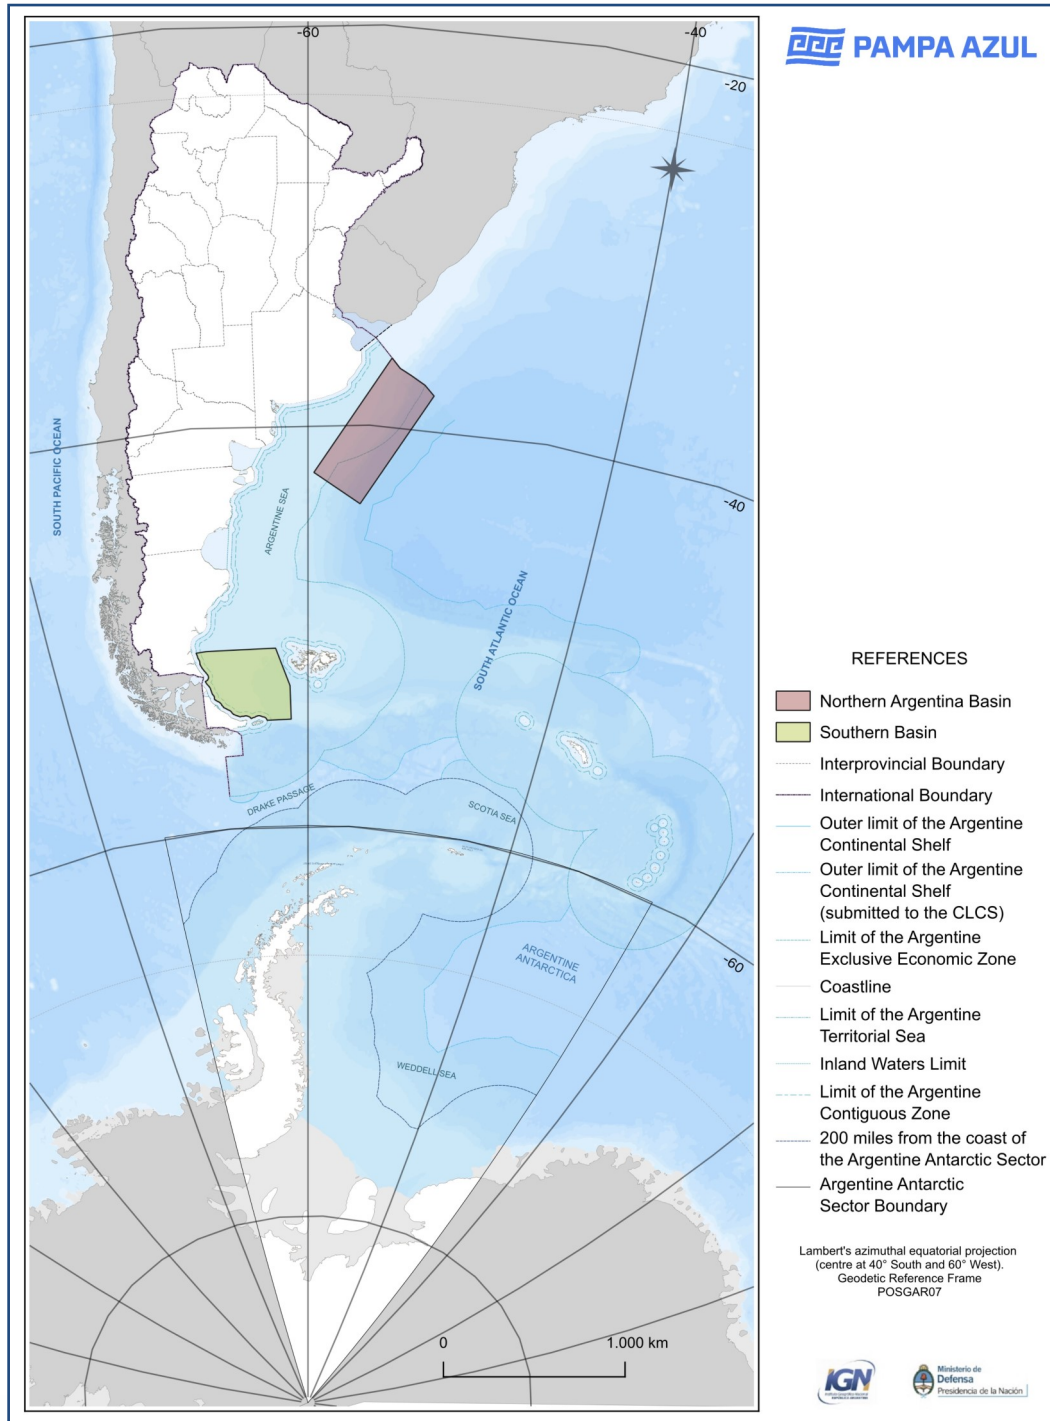 -60
-40
-20
PAMPA AZUL
SOUTH PACIFIC OCEAN
ARGENTINE SEA
-40
SOUTH ATLANTIC OCEAN
DRAKE PASSAGE
SCOTIA SEA
ARGENTINE
ANTARCTICA
-60
WEDDELL SEA
0
1.000 km
REFERENCES
Northern Argentina Basin
Southern Basin
Interprovincial Boundary
International Boundary
Outer limit of the Argentine
Continental Shelf
Outer limit of the Argentine
Continental Shelf
(submitted to the CLCS)
Limit of the Argentine
Exclusive Economic Zone
Coastline
Limit of the Argentine
Territorial Sea
Inland Waters Limit
Limit of the Argentine
Contiguous Zone
200 miles from the coast of
the Argentine Antarctic Sector
Argentine Antarctic
Sector Boundary
Lambert's azimuthal equatorial projection
(centre at 40° South and 60° West).
Geodetic Reference Frame
POSGAR07
IGN
Ministerio de
Defensa
Presidencia de la Nación